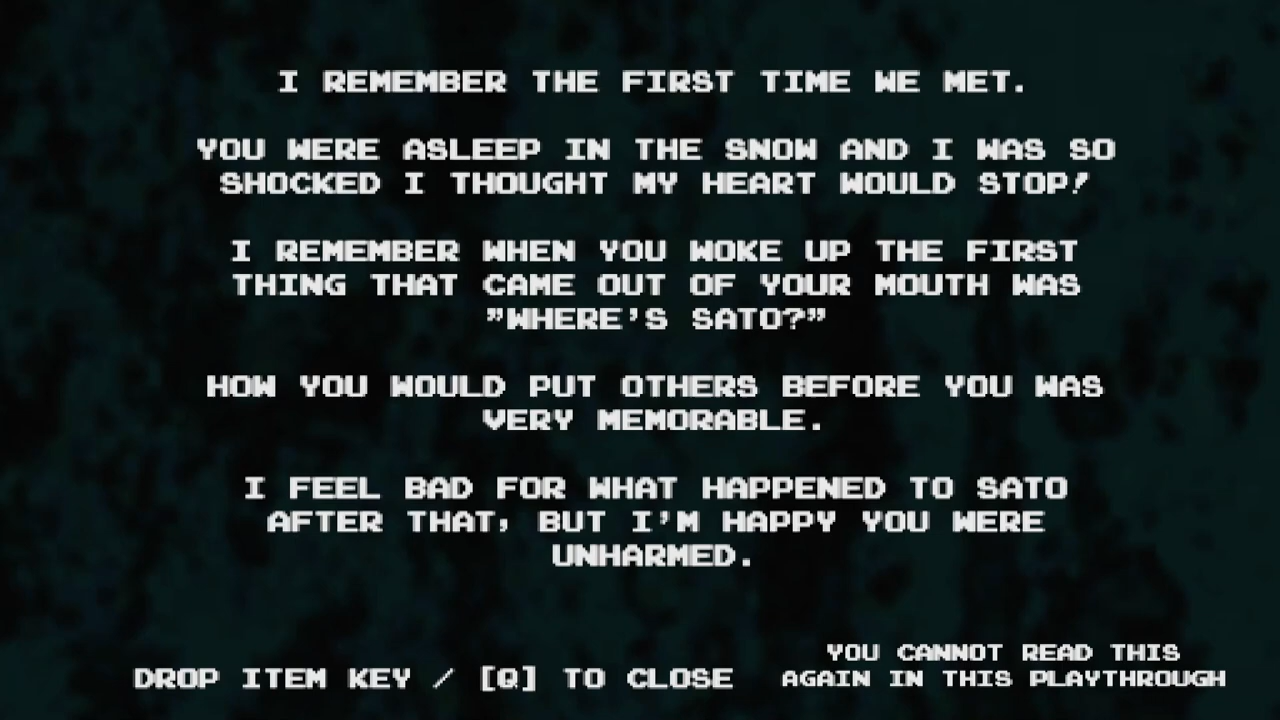 I REMEMBER THE FIRST TIME WE MET.
YOU WERE ASLEEP IN THE SNOW AND I WAS SO
SHOCKED I THOUGHT MY HEART WOULD STOP!
I REMEMBER WHEN YOU WOKE UP THE FIRST
THING THAT CAME OUT OF YOUR MOUTH WAS
"WHERE'S SATO?"
HOW YOU WOULD PUT OTHERS BEFORE YOU WAS
VERY MEMORABLE.
I FEEL BAD FOR WHAT HAPPENED TO SATO
AFTER THAT, BUT I'M HAPPY YOU WERE
UNHARMED.
DROP ITEM KEY / [Q] TO CLOSE
YOU CANNOT READ THIS
AGAIN IN THIS PLAYTHROUGH